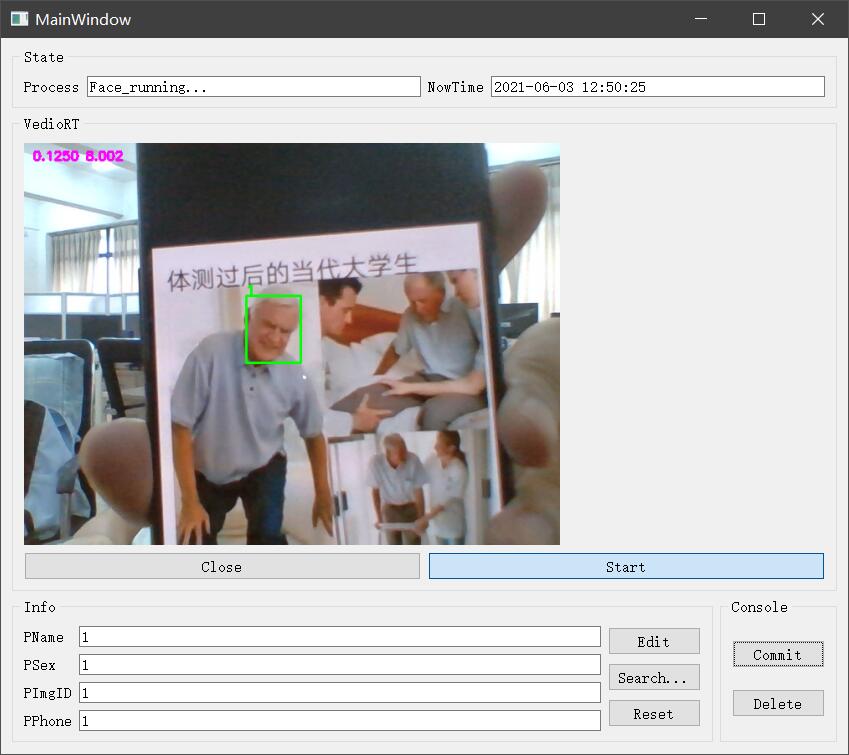 MainWindow
State
Process Face_running... NowTime 2021-06-03 12:50:25
VedioRT
0.1250 8.002
体测过后的当代大学生
1
Close Start
Info Console
PName 1 Edit
PSex 1 Search...
PImgID 1 Reset
PPhone 1
Commit
Delete